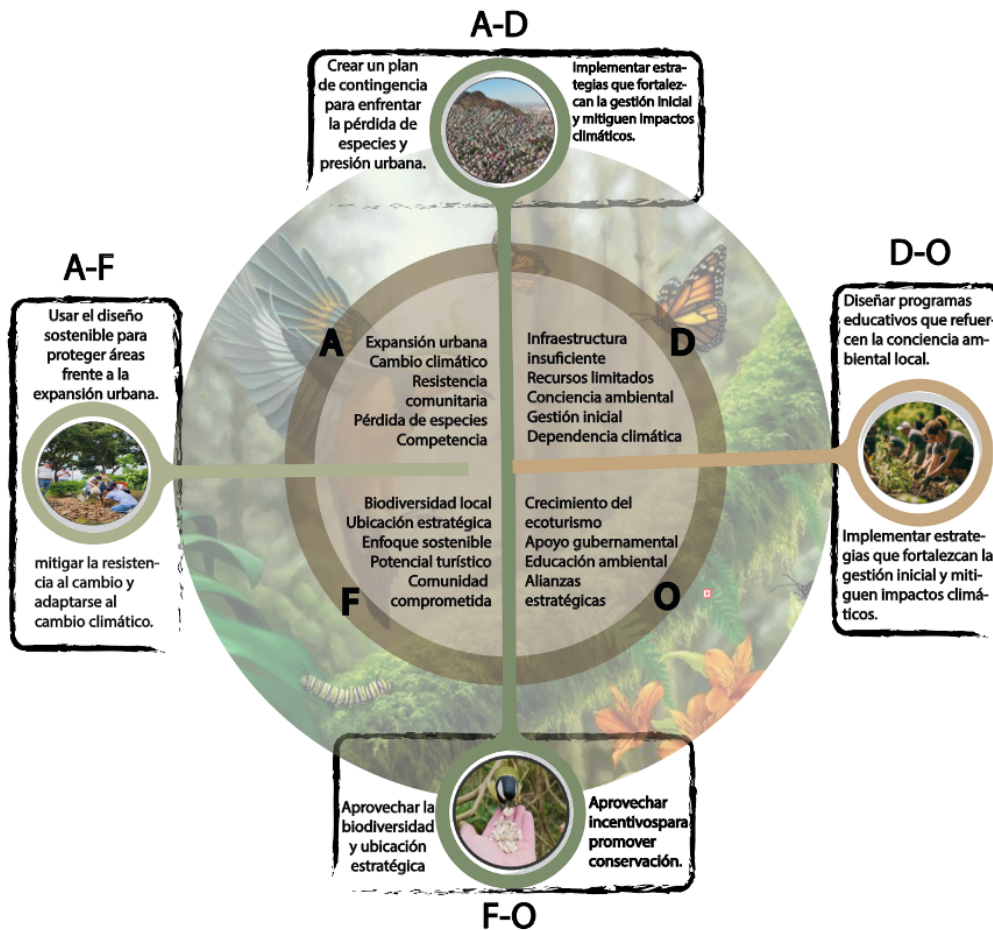 A-D
Crear un plan
de contingencia
para enfrentar
la pérdida de
especies y
presión urbana.
Implementar estra-
tegias que fortalez-
can la gestión inicial
y mitiguen impactos
climáticos.
A-F
Usar el diseño
sostenible para
proteger áreas
frente a la
expansión urbana.
mitigar la resisten-
cia al cambio y
adaptarse al
cambio climático.
A
Expansión urbana
Cambio climático
Resistencia
comunitaria
Pérdida de especies
Competencia
D
Infraestructura
insuficiente
Recursos limitados
Conciencia ambiental
Gestión inicial
Dependencia climática
F
Biodiversidad local
Ubicación estratégica
Enfoque sostenible
Potencial turístico
Comunidad
comprometida
O
Crecimiento del
ecoturismo
Apoyo gubernamental
Educación ambiental
Alianzas
estratégicas
D-O
Diseñar programas
educativos que refuer-
cen la conciencia am-
biental local.
Implementar estrate-
gias que fortalezcan la
gestión inicial y miti-
guen impactos climá-
ticos.
Aprovechar la
biodiversidad
y ubicación
estratégica
Aprovechar
incentivospara
promover
conservación.
F-O